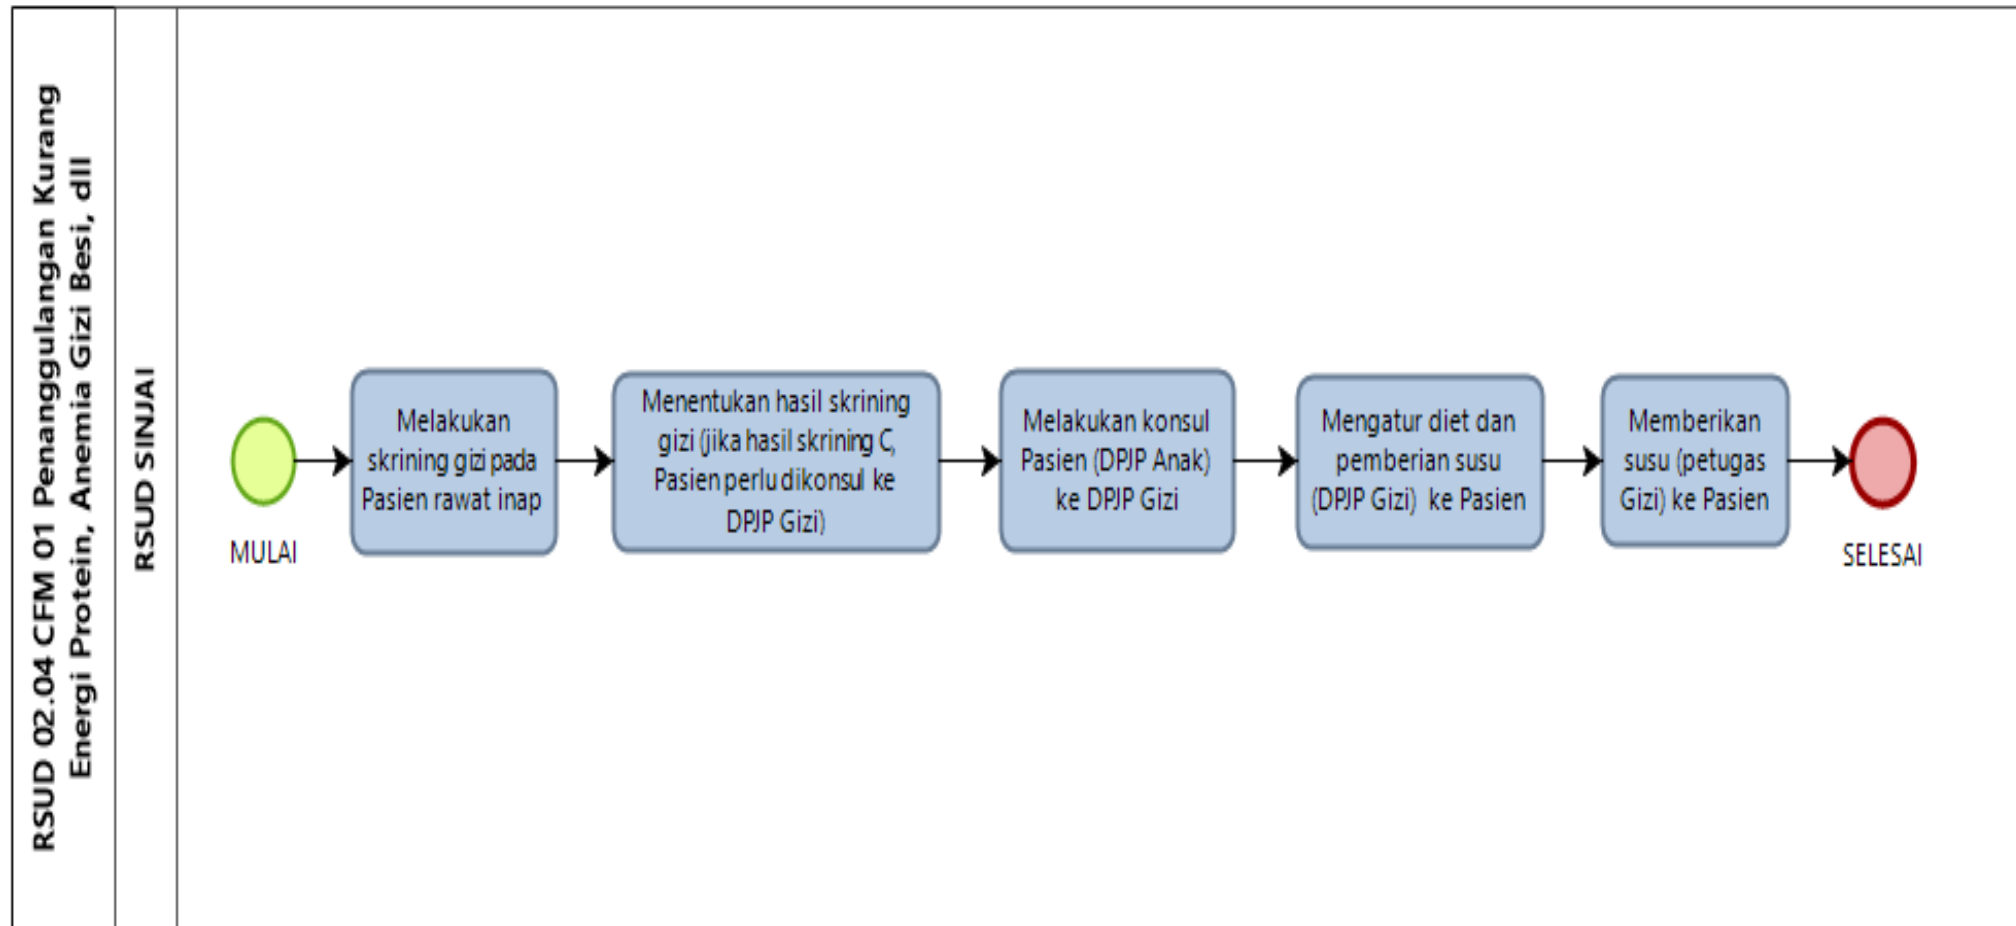 RSUD 02.04 CFM 01 Penanggulangan Kurang
Energi Protein, Anemia Gizi Besi, dll
RSUD SINJAI
MULAI
Melakukan
skrining gizi pada
Pasien rawat inap
Menentukan hasil skrining
gizi (jika hasil skrining C,
Pasien perlu dikonsul ke
DPJP Gizi)
Melakukan konsul
Pasien (DPJP Anak)
ke DPJP Gizi
Mengatur diet dan
pemberian susu
(DPJP Gizi) ke Pasien
Memberikan
susu (petugas
Gizi) ke Pasien
SELESAI